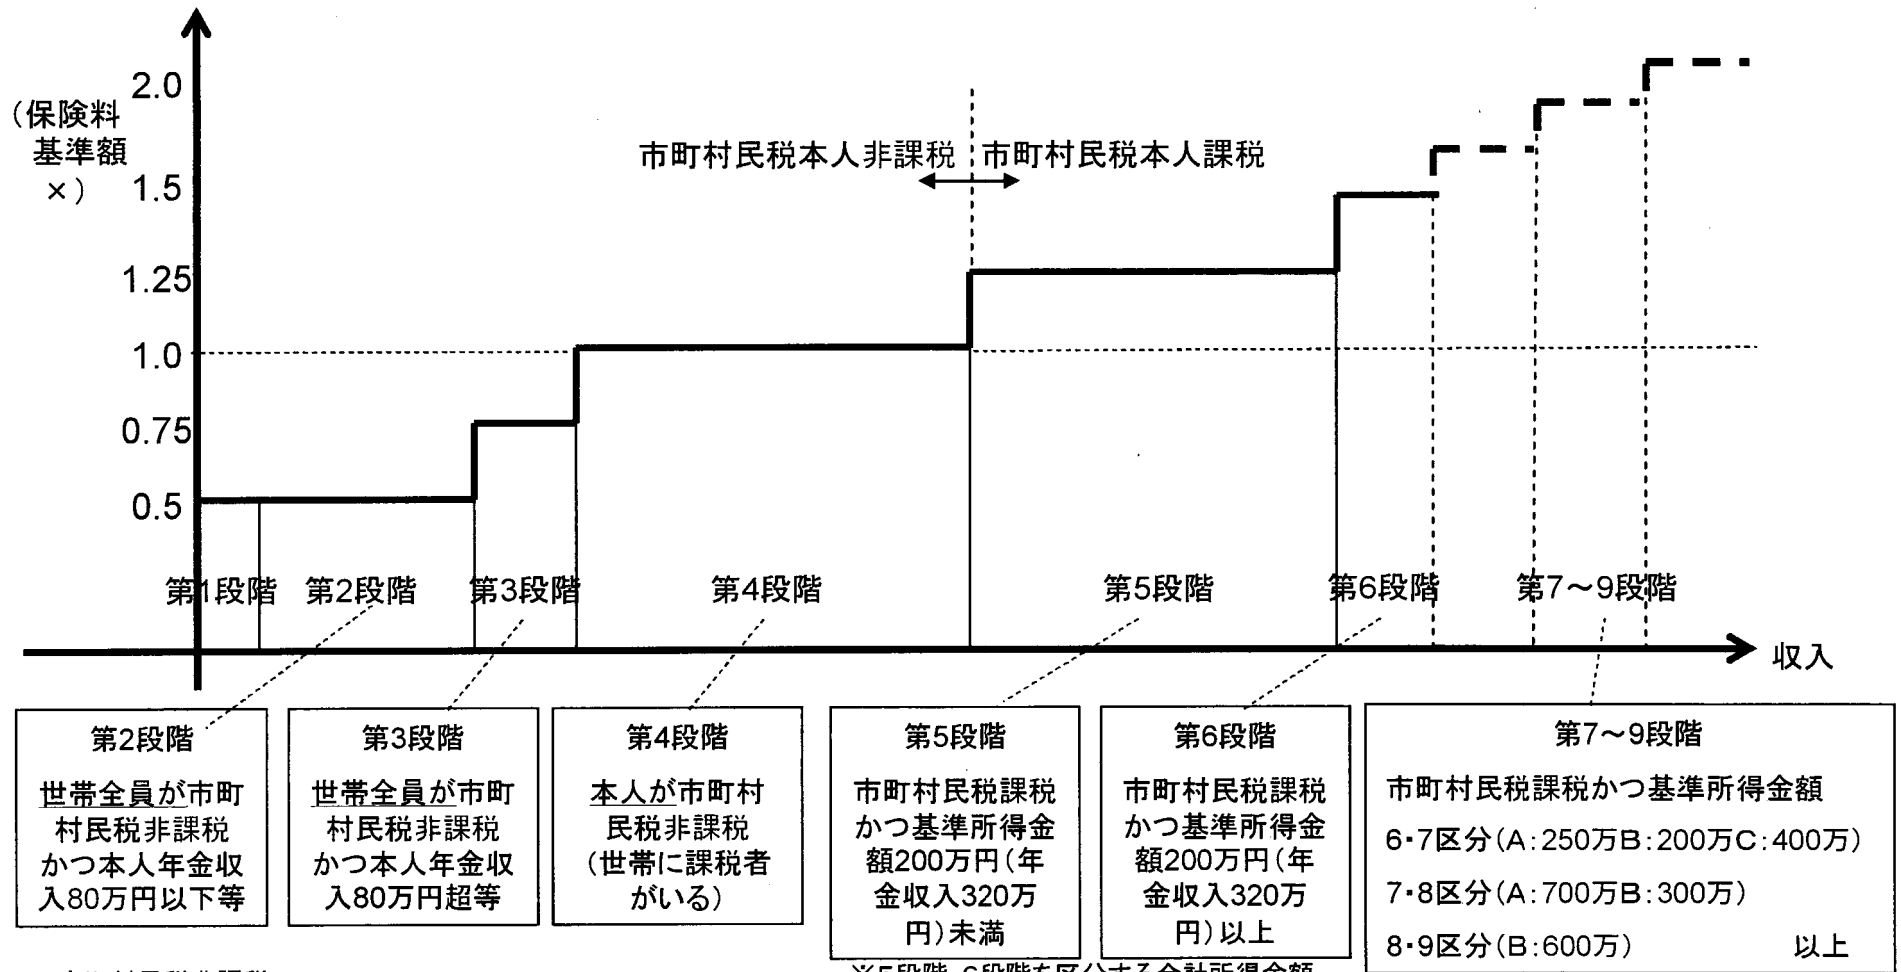 2.0
（保険料
基準額
×）
1.5
1.25
1.0
0.75
0.5
市町村民税本人非課税
市町村民税本人課税
第1段階
第2段階
第3段階
第4段階
第5段階
第6段階
第7～9段階
収入
第2段階
世帯全員が市町
村民税非課税
かつ本人年金収
入80万円以下等
第3段階
世帯全員が市町
村民税非課税
かつ本人年金収
入80万円超等
第4段階
本人が市町村
民税非課税
（世帯に課税者
がいる）
第5段階
市町村民税課税
かつ基準所得金
額200万円（年
金収入320万
円）未満
第6段階
市町村民税課税
かつ基準所得金
額200万円（年
金収入320万
円）以上
第7～9段階
市町村民税課税かつ基準所得金額
6・7区分（A：250万B：200万C：400万）
7・8区分（A：700万B：300万）
8・9区分（B：600万） 以上